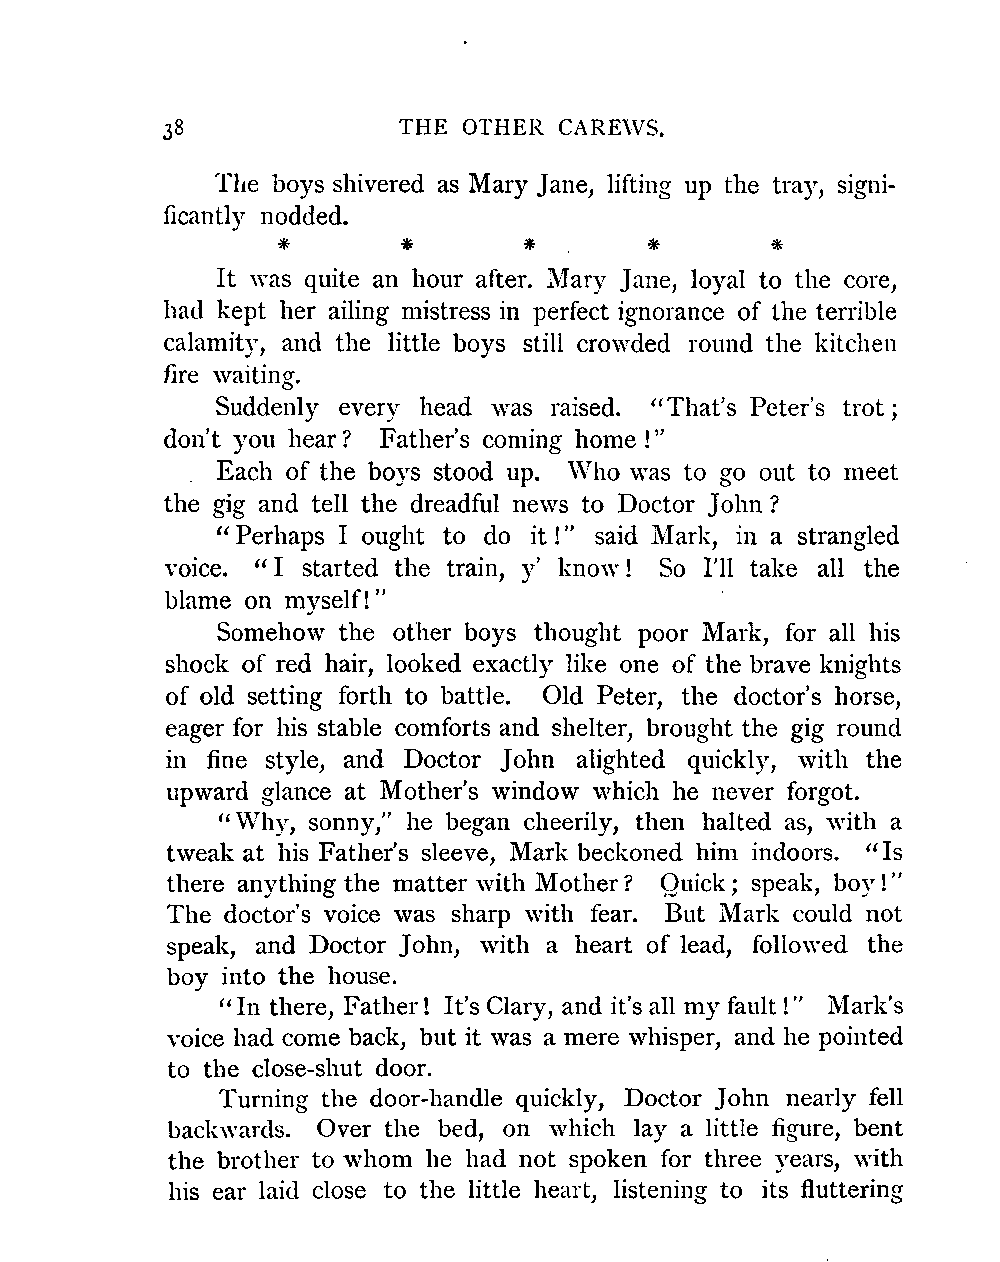 38 THE OTHER CAREWS.
The boys shivered as Mary Jane, lifting up the tray, signi-
ficantly nodded.
* * * * *
It was quite an hour after. Mary Jane, loyal to the core,
had kept her ailing mistress in perfect ignorance of the terrible
calamity, and the little boys still crowded round the kitchen
fire waiting.
Suddenly every head was raised. "That's Peter's trot;
don't you hear? Father's coming home!"
Each of the boys stood up. Who was to go out to meet
the gig and tell the dreadful news to Doctor John?
"Perhaps I ought to do it!" said Mark, in a strangled
voice. "I started the train, y' know! So I'll take all the
blame on myself!"
Somehow the other boys thought poor Mark, for all his
shock of red hair, looked exactly like one of the brave knights
of old setting forth to battle. Old Peter, the doctor's horse,
eager for his stable comforts and shelter, brought the gig round
in fine style, and Doctor John alighted quickly, with the
upward glance at Mother's window which he never forgot.
"Why, sonny," he began cheerily, then halted as, with a
tweak at his Father's sleeve, Mark beckoned him indoors. "Is
there anything the matter with Mother? Quick; speak, boy!"
The doctor's voice was sharp with fear. But Mark could not
speak, and Doctor John, with a heart of lead, followed the
boy into the house.
"In there, Father! It's Clary, and it's all my fault!" Mark's
voice had come back, but it was a mere whisper, and he pointed
to the close-shut door.
Turning the door-handle quickly, Doctor John nearly fell
backwards. Over the bed, on which lay a little figure, bent
the brother to whom he had not spoken for three years, with
his ear laid close to the little heart, listening to its fluttering